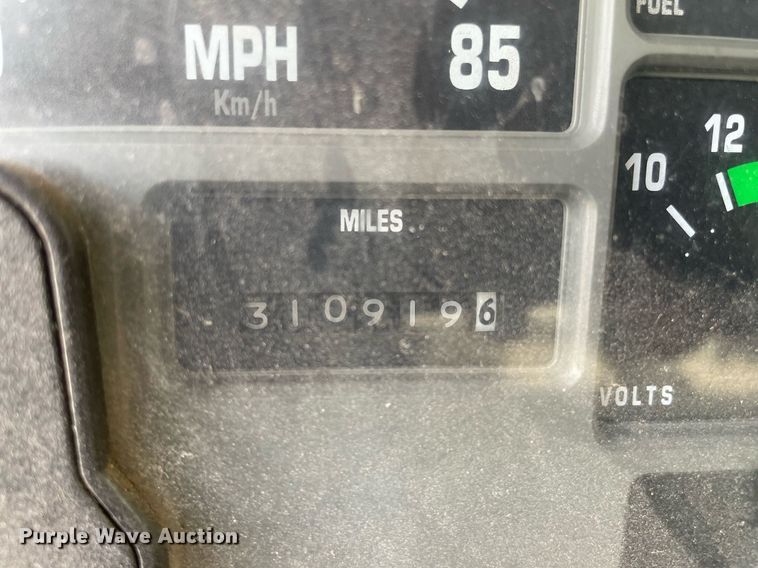 FUEL
MPH 85
Km/h
12
10
MILES
3109196
VOLTS
Purple Wave Auction